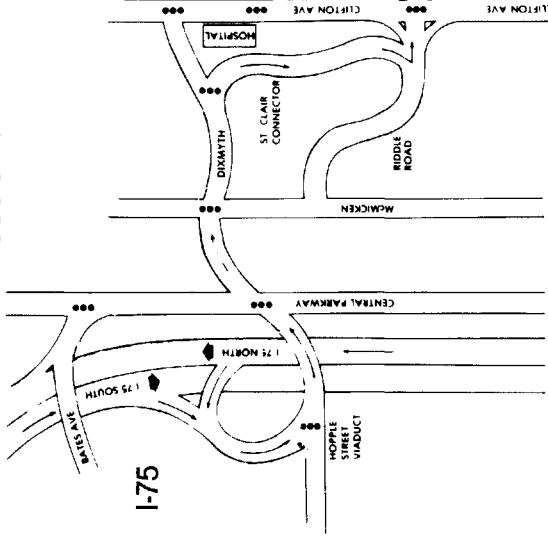 CLIFTON AVE
CLIFTON AVE
HOSPITAL
ST. CLAIR
CONNECTOR
DIXMYTH
RIDDLE
ROAD
McMICKEN
CENTRAL PARKWAY
I 75 NORTH
I 75 SOUTH
BATES AVE
I-75
HOPPLE
STREET
VIADUCT